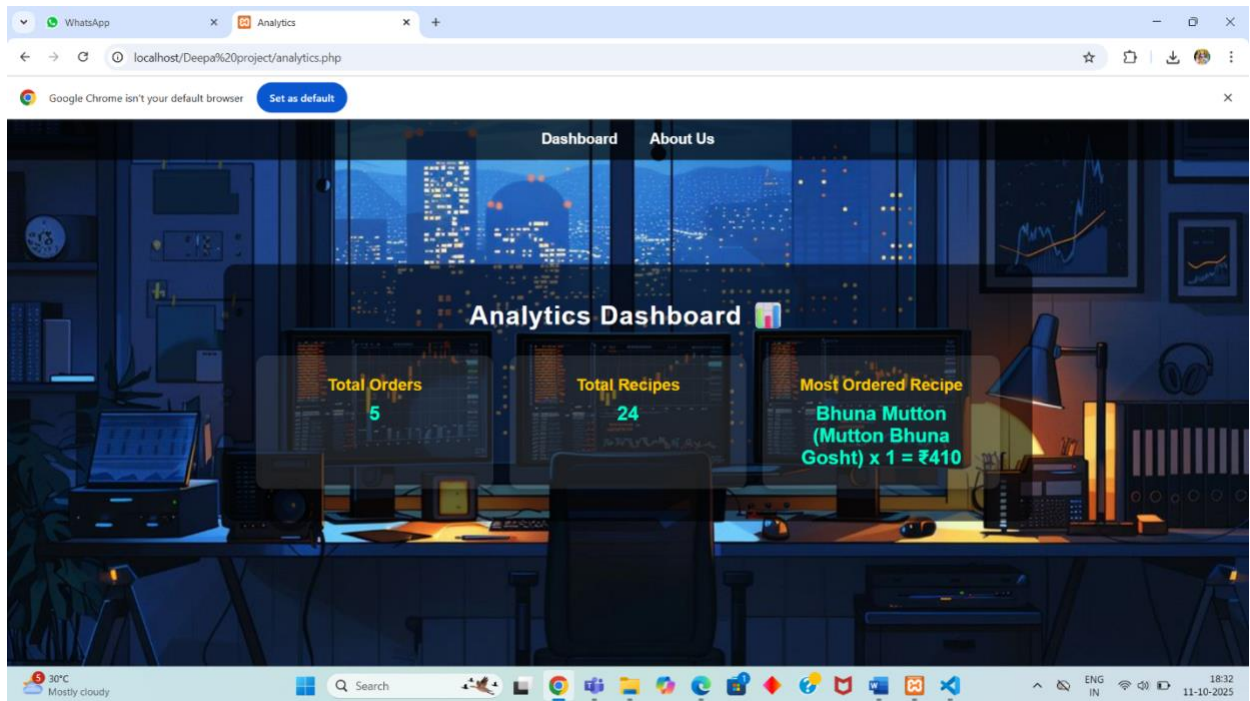 WhatsApp
Analytics
localhost/Deepa%20project/analytics.php
Google Chrome isn't your default browser Set as default
Dashboard About Us
Analytics Dashboard
Total Orders
5
Total Recipes
24
Most Ordered Recipe
Bhuna Mutton
(Mutton Bhuna
Gosht) x 1 = ₹410
5
30°C
Mostly cloudy
Search
ENG
IN
18:32
11-10-2025